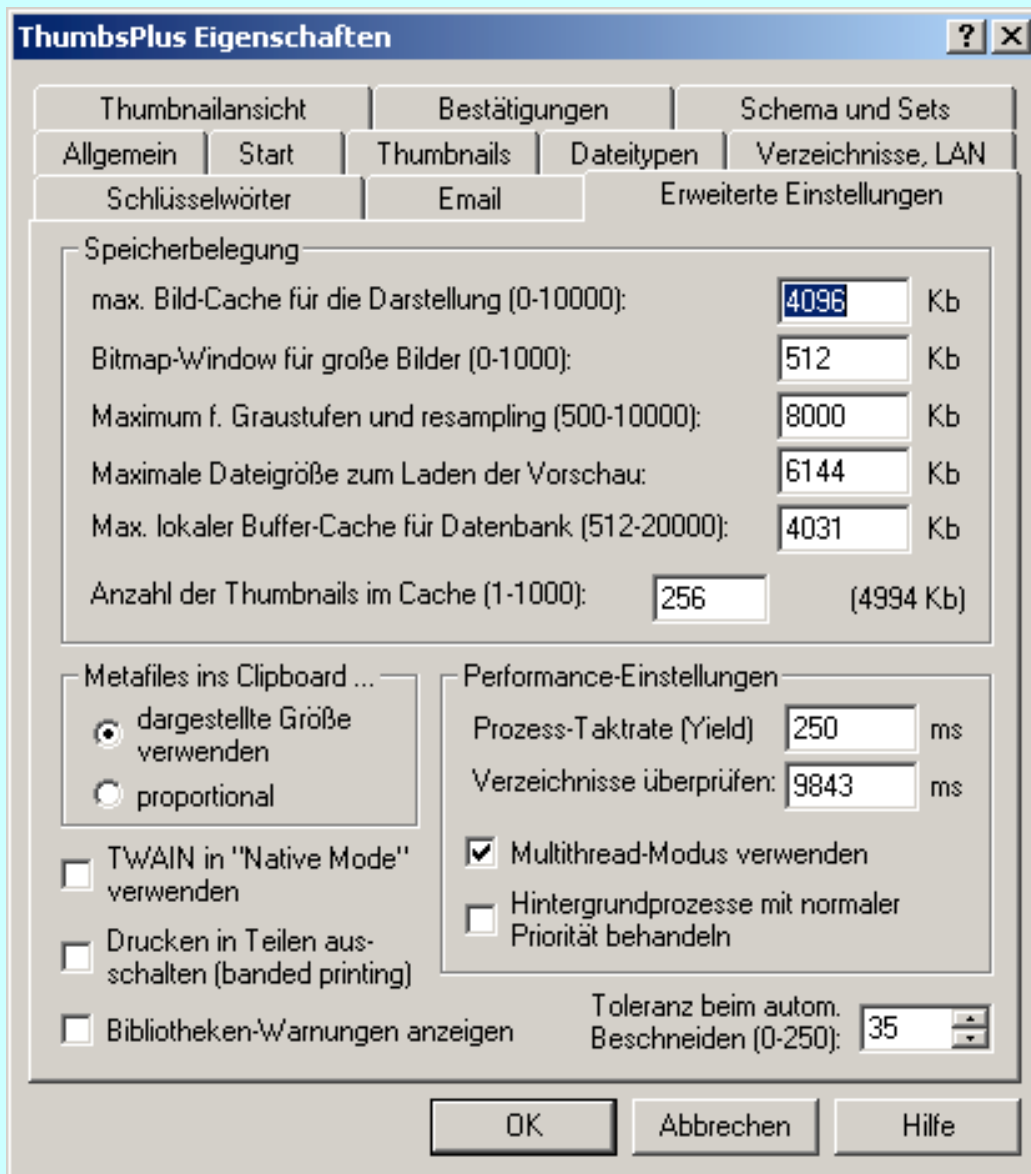 ThumbsPlus Eigenschaften
Thumbnailansicht Bestätigungen Schema und Sets
Allgemein Start Thumbnails Dateitypen Verzeichnisse, LAN
Schlüsselwörter Email Erweiterte Einstellungen
Speicherbelegung
max. Bild-Cache für die Darstellung (0-10000): 4096 Kb
Bitmap-Window für große Bilder (0-1000): 512 Kb
Maximum f. Graustufen und resampling (500-10000): 8000 Kb
Maximale Dateigröße zum Laden der Vorschau: 6144 Kb
Max. lokaler Buffer-Cache für Datenbank (512-20000): 4031 Kb
Anzahl der Thumbnails im Cache (1-1000): 256 (4994 Kb)
Metafiles ins Clipboard ...
dargestellte Größe
verwenden
proportional
Performance-Einstellungen
Prozess-Taktrate (Yield) 250 ms
Verzeichnisse überprüfen: 9843 ms
Multithread-Modus verwenden
Hintergrundprozesse mit normaler
Priorität behandeln
TWAIN in "Native Mode"
verwenden
Drucken in Teilen aus-
schalten (banded printing)
Bibliotheken-Warnungen anzeigen
Toleranz beim autom.
Beschneiden (0-250): 35
OK Abbrechen Hilfe